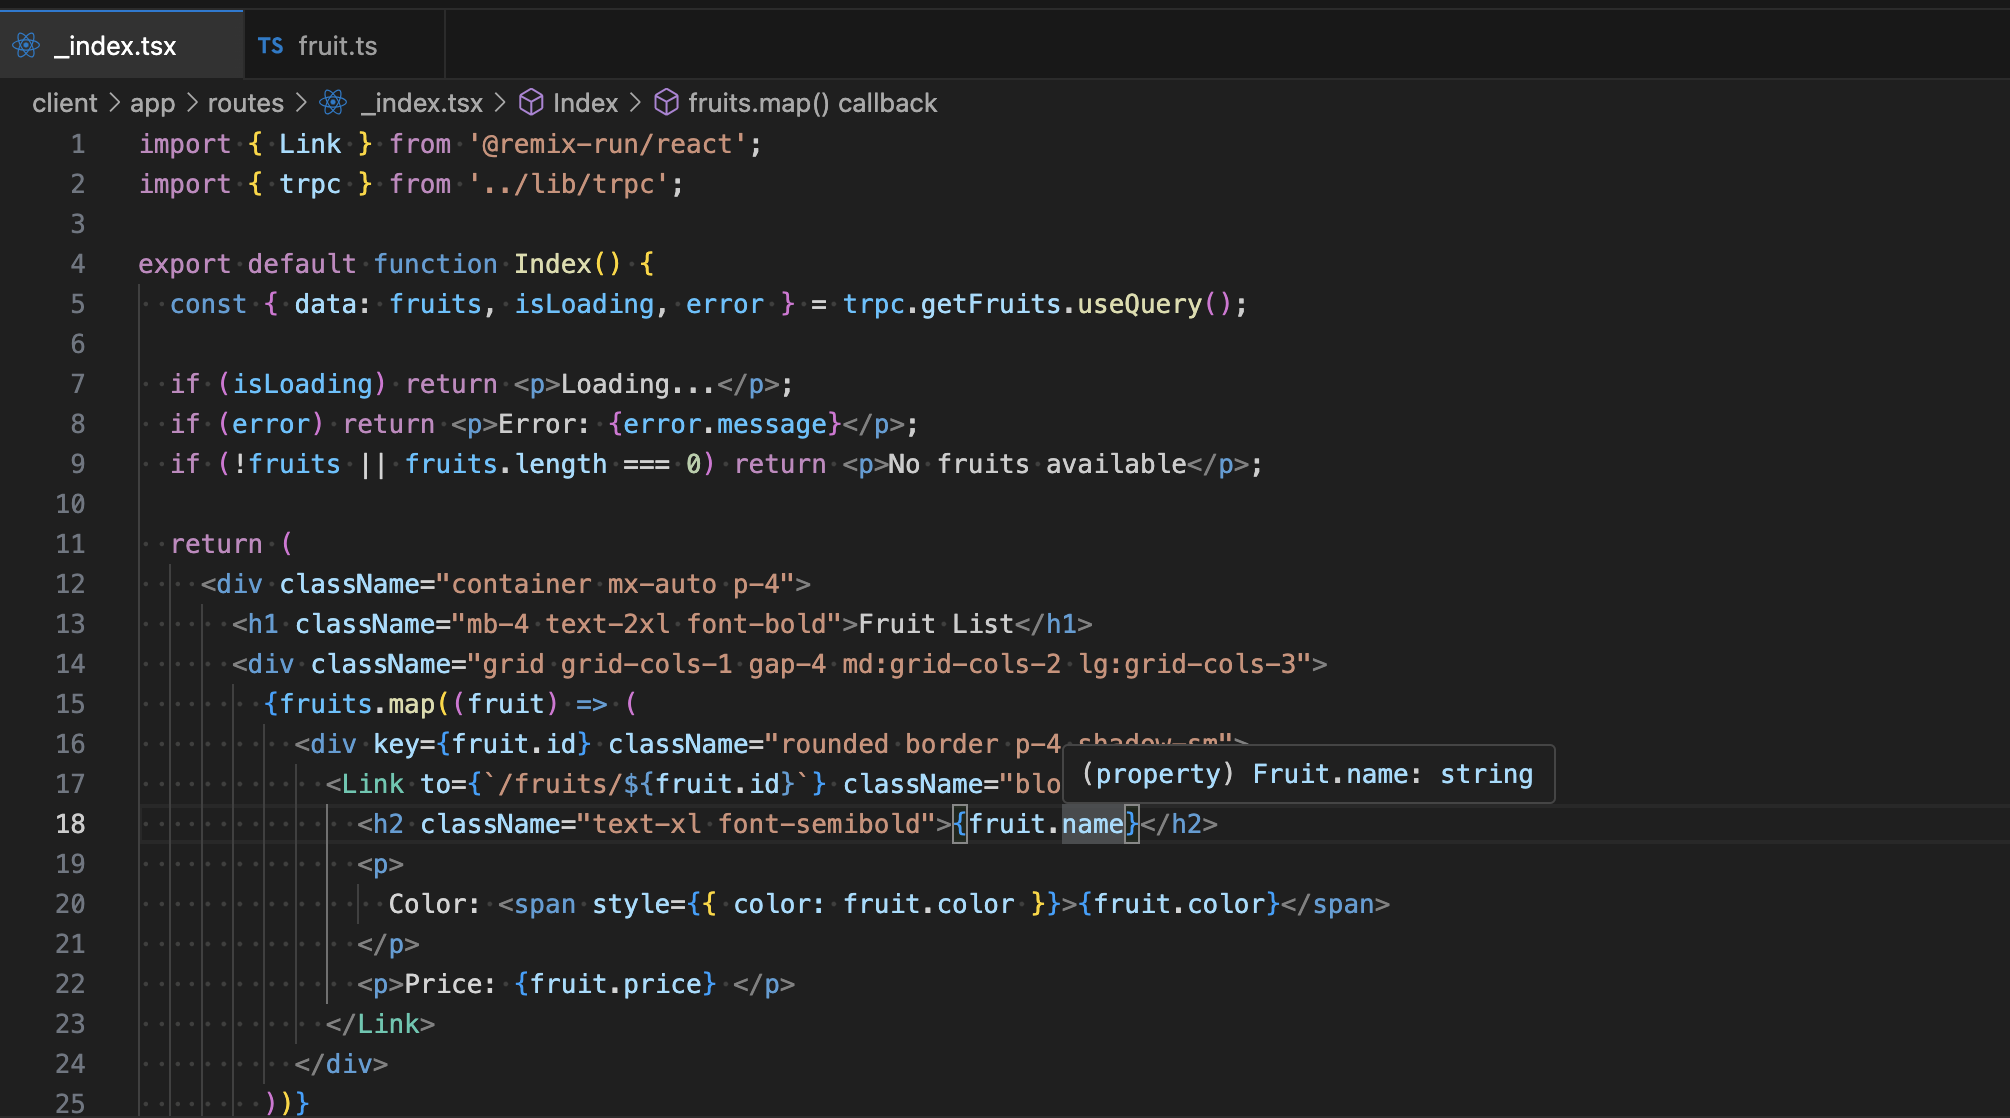 _index.tsx
TS fruit.ts
client > app > routes > _index.tsx > Index > fruits.map() callback
1 import { Link } from '@remix-run/react';
2 import { trpc } from '../lib/trpc';
3
4 export default function Index() {
5   const { data: fruits, isLoading, error } = trpc.getFruits.useQuery();
6
7   if (isLoading) return <p>Loading...</p>;
8   if (error) return <p>Error: {error.message}</p>;
9   if (!fruits || fruits.length === 0) return <p>No fruits available</p>;
10
11   return (
12     <div className="container mx-auto p-4">
13       <h1 className="mb-4 text-2xl font-bold">Fruit List</h1>
14       <div className="grid grid-cols-1 gap-4 md:grid-cols-2 lg:grid-cols-3">
15         {fruits.map((fruit) => (
16           <div key={fruit.id} className="rounded border p-4 shadow-sm">
17             <Link to={`/fruits/${fruit.id}`} className="blo
(property) Fruit.name: string
18               <h2 className="text-xl font-semibold">{fruit.name}</h2>
19               <p>
20                 Color: <span style={{ color: fruit.color }}>{fruit.color}</span>
21               </p>
22               <p>Price: {fruit.price} </p>
23             </Link>
24           </div>
25         ))}